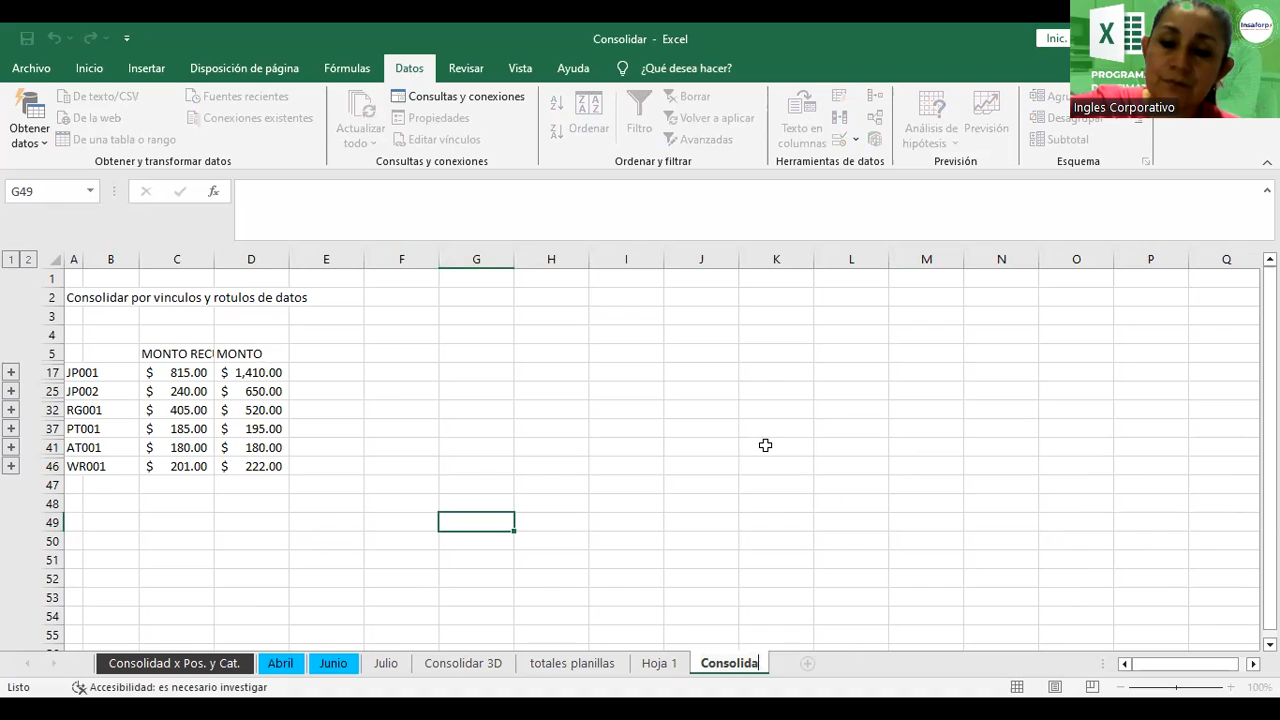 Consolidar - Excel
Inic.
Insaforp
PROGRAMA
Ingles Corporativo
Archivo Inicio Insertar Disposición de página Fórmulas Datos Revisar Vista Ayuda ¿Qué desea hacer?
Obtener datos
De texto/CSV
De la web
De una tabla o rango
Fuentes recientes
Conexiones existentes
Obtener y transformar datos
Actualizar todo
Consultas y conexiones
Editar vínculos
Consultas y conexiones
Ordenar
Filtro
Borrar
Volver a aplicar
Avanzadas
Ordenar y filtrar
Texto en columnas
Herramientas de datos
Análisis de hipótesis
Previsión
Previsión
Subtotal
Esquema
G49
fx
1 2 A B C D E F G H I J K L M N O P Q
1
2 Consolidar por vinculos y rotulos de datos
3
4
5 MONTO REC MONTO
17 JP001 $ 815.00 $ 1,410.00
25 JP002 $ 240.00 $ 650.00
32 RG001 $ 405.00 $ 520.00
37 PT001 $ 185.00 $ 195.00
41 AT001 $ 180.00 $ 180.00
46 WR001 $ 201.00 $ 222.00
47
48
49
50
51
52
53
54
55
Consolidad x Pos. y Cat. Abril Junio Julio Consolidar 3D totales planillas Hoja 1 Consolida
Listo Accesibilidad: es necesario investigar 100%